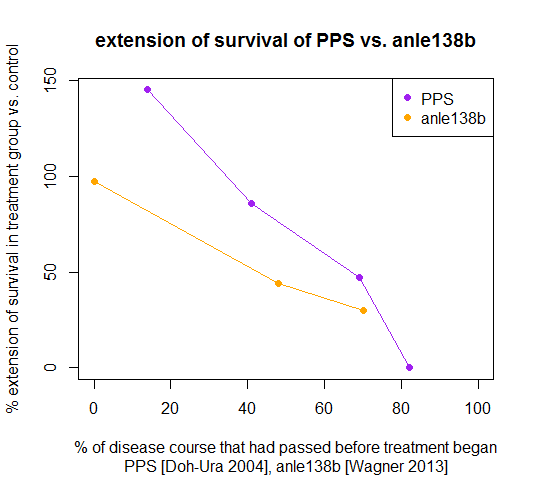 extension of survival of PPS vs. anle138b
% extension of survival in treatment group vs. control
150
100
50
0
PPS
anle138b
0 20 40 60 80 100
% of disease course that had passed before treatment began
PPS [Doh-Ura 2004], anle138b [Wagner 2013]